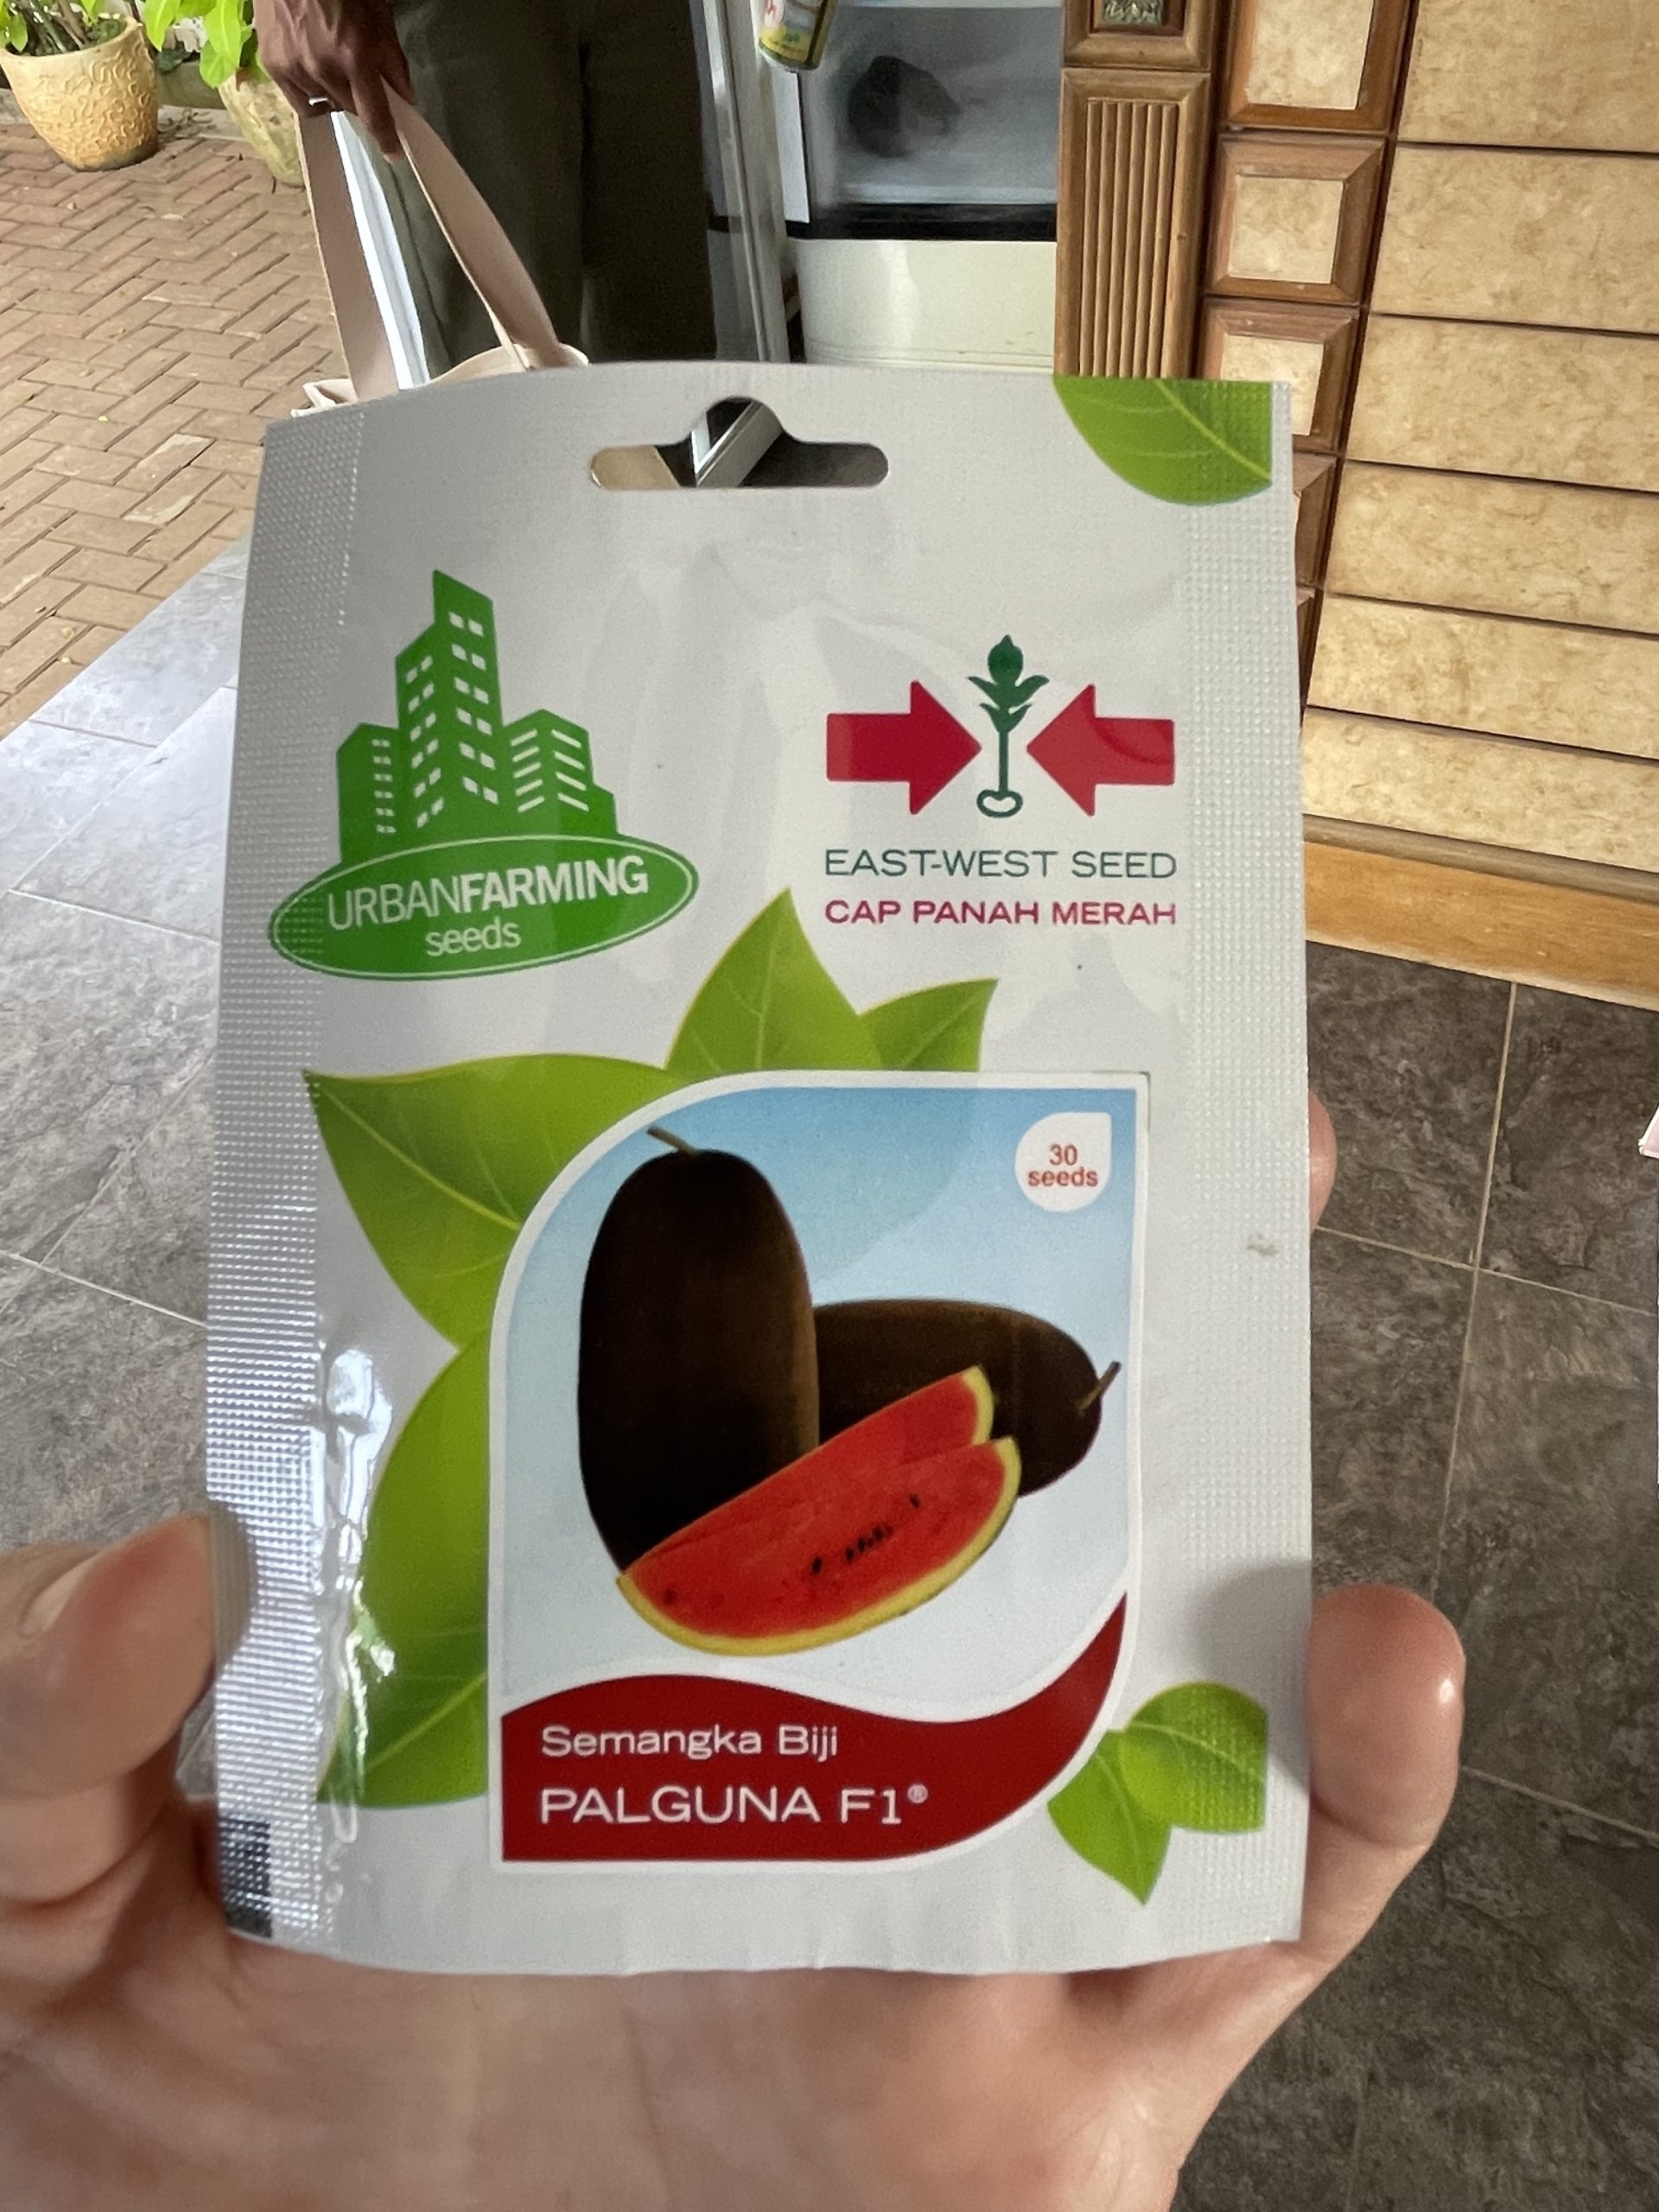 URBANFARMING
seeds
EAST-WEST SEED
CAP PANAH MERAH
30
seeds
Semangka Biji
PALGUNA F1®